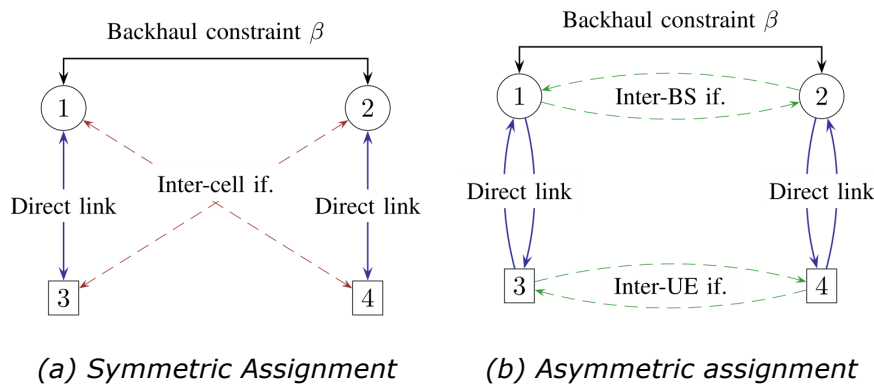 Backhaul constraint β
1
2
Inter-cell if.
Direct link
Direct link
3
4
(a) Symmetric Assignment
Backhaul constraint β
1
Inter-BS if.
2
Direct link
Direct link
3
Inter-UE if.
4
(b) Asymmetric assignment